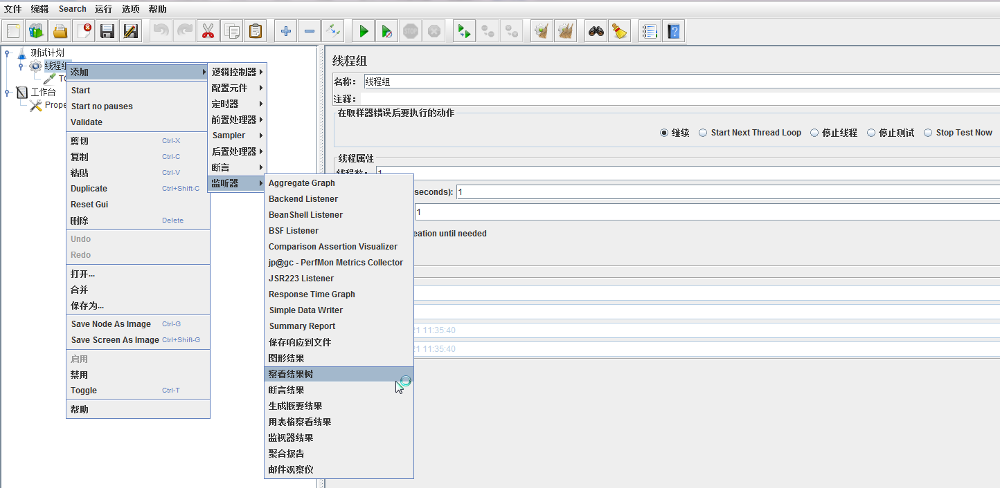 文件 编辑 Search 运行 选项 帮助
测试计划
线程组
工作台
Prope
添加
Start
Start no pauses
Validate
剪切 Ctrl-X
复制 Ctrl-C
粘贴 Ctrl-V
Duplicate Ctrl+Shift-C
Reset Gui
删除 Delete
Undo
Redo
打开...
合并
保存为...
Save Node As Image Ctrl-G
Save Screen As Image Ctrl+Shift-G
启用
禁用
Toggle Ctrl-T
帮助
逻辑控制器
配置元件
定时器
前置处理器
Sampler
后置处理器
断言
监听器
Aggregate Graph
Backend Listener
BeanShell Listener
BSF Listener
Comparison Assertion Visualizer
jp@gc - PerfMon Metrics Collector
JSR223 Listener
Response Time Graph
Simple Data Writer
Summary Report
保存响应到文件
图形结果
察看结果树
断言结果
生成概要结果
用表格察看结果
监视器结果
聚合报告
邮件观察仪
线程组
名称： 线程组
注释：
在取样器错误后要执行的动作
继续 Start Next Thread Loop 停止线程 停止测试 Stop Test Now
线程属性
线程数： 1
seconds): 1
1
eation until needed
21 11:35:40
21 11:35:40
STOP